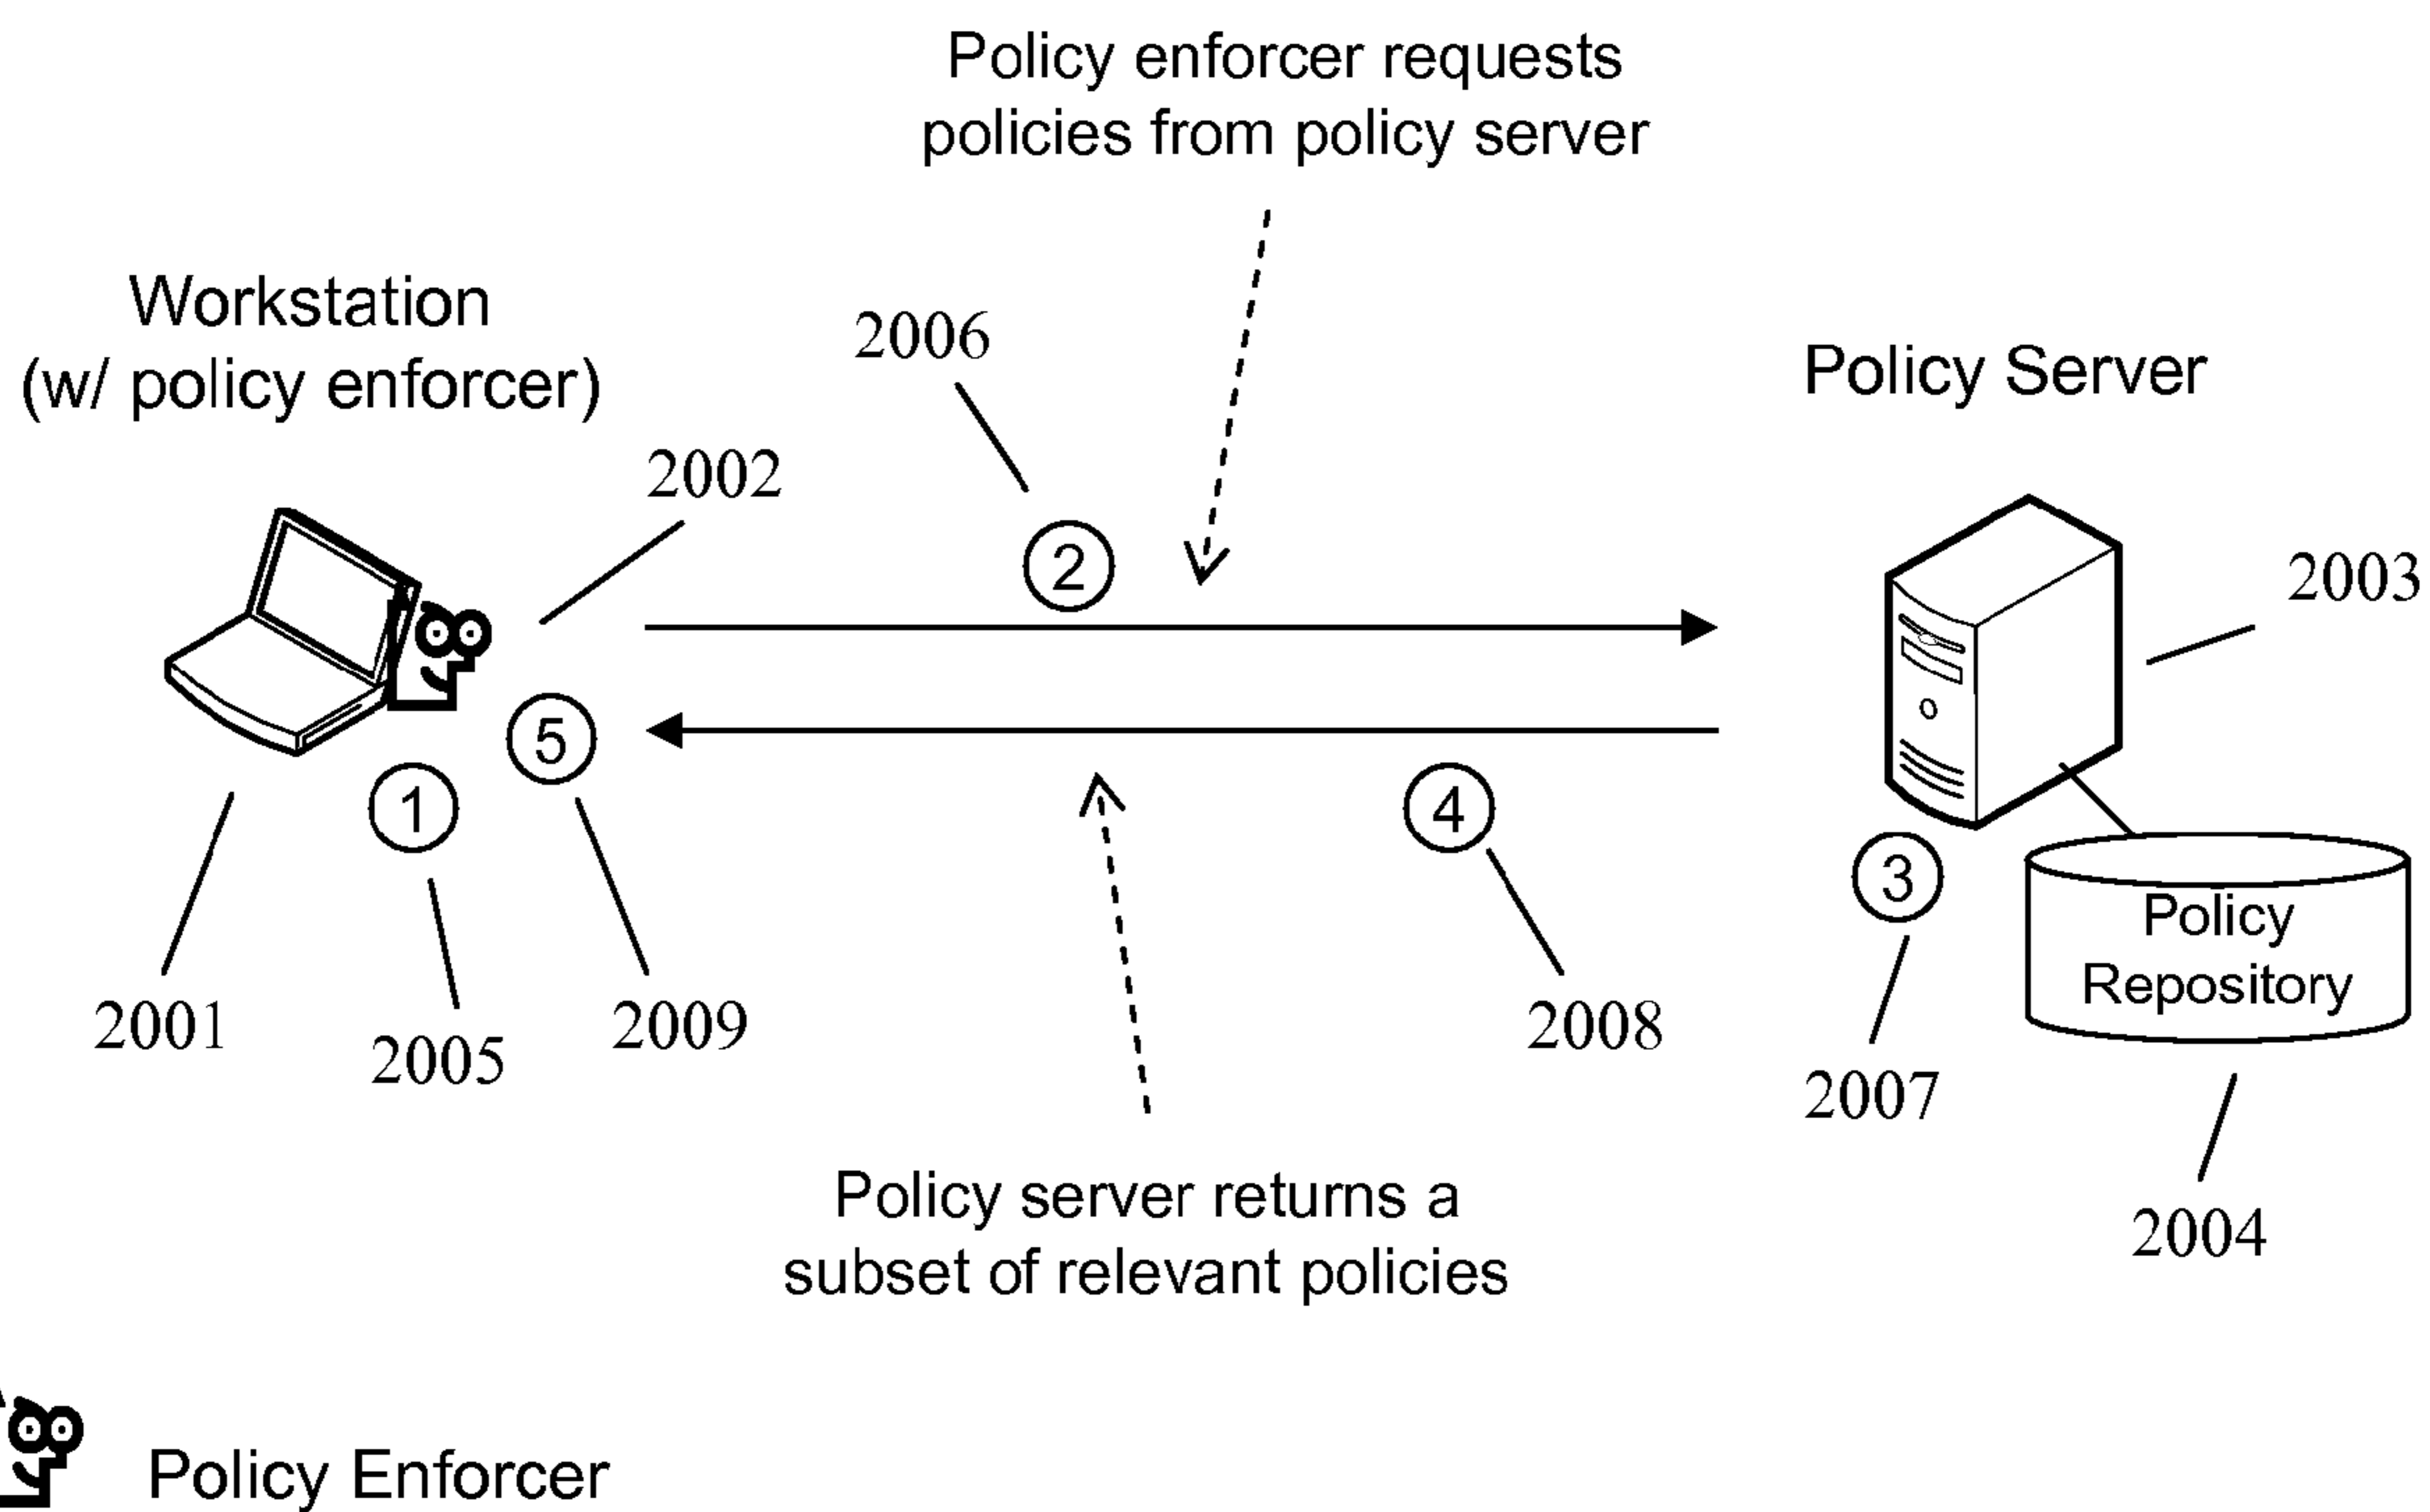 Policy enforcer requests
policies from policy server
Workstation
(w/ policy enforcer)
2006
Policy Server
2002
2
2003
5
1
4
3
Policy
Repository
2001
2005
2009
2008
2007
2004
Policy server returns a
subset of relevant policies
Policy Enforcer